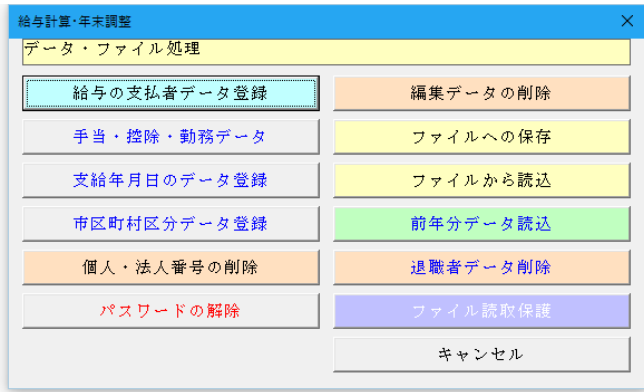 給与計算・年末調整
データ・ファイル処理
給与の支払者データ登録
編集データの削除
手当・控除・勤務データ
ファイルへの保存
支給年月日のデータ登録
ファイルから読込
市区町村区分データ登録
前年分データ読込
個人・法人番号の削除
退職者データ削除
パスワードの解除
ファイル読取保護
キャンセル